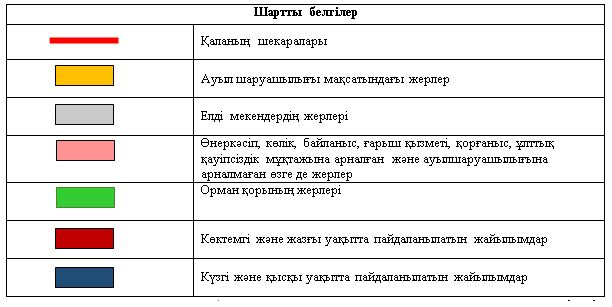 Шартты белгілер
Қаланың шекаралары
Ауыл шаруашылығы мақсатындағы жерлер
Елді мекендердің жерлері
Өнеркәсіп, көлік, байланыс, ғарыш қызметі, қорғаныс, ұлттық
қауіпсіздік мұқтажына арналған және ауылшаруашылығына
арналмаған өзге де жерлер
Орман қорының жерлері
Көктемгі және жазғы уақытта пайдаланылатын жайылымдар
Күзгі және қысқы уақытта пайдаланылатын жайылымдар